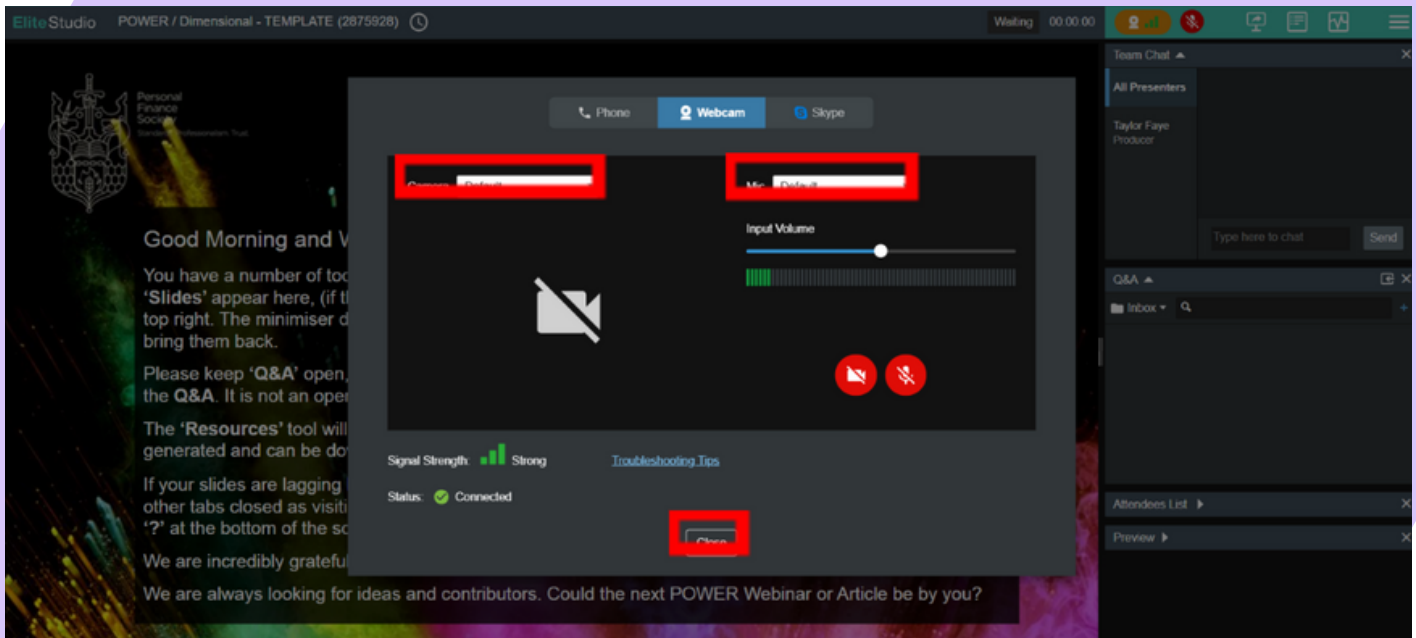 EliteStudio POWER / Dimensional - TEMPLATE (2875928) Waiting 00:00:00
Team Chat
All Presenters
Taylor Faye
Producer
Type here to chat Send
Q&A
Inbox
Attendees List
Preview
Personal
Finance
Society
Standards. Professionalism. Trust.
Phone Webcam Skype
Camera Default
Mic Default
Input Volume
Signal Strength: Strong Troubleshooting Tips
Status: Connected
Close
Good Morning and W
You have a number of too
‘Slides’ appear here, (if t
top right. The minimiser d
bring them back.
Please keep ‘Q&A’ open,
the Q&A. It is not an oper
The ‘Resources’ tool will
generated and can be do
If your slides are lagging
other tabs closed as visiti
‘?’ at the bottom of the sc
We are incredibly grateful
We are always looking for ideas and contributors. Could the next POWER Webinar or Article be by you?